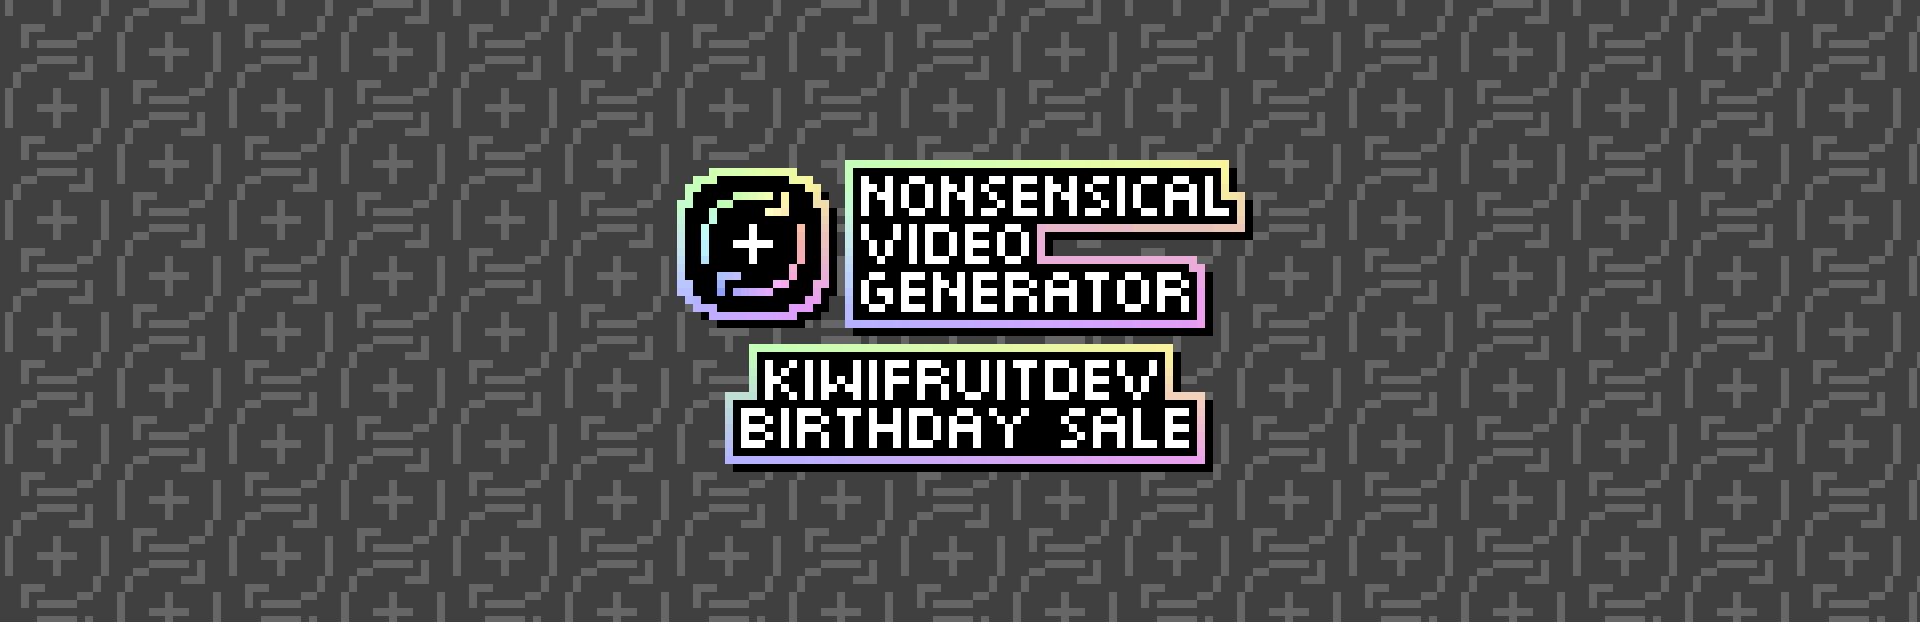 NONSENSICAL
VIDEO
GENERATOR
KIWIFRUITDEV
BIRTHDAY SALE